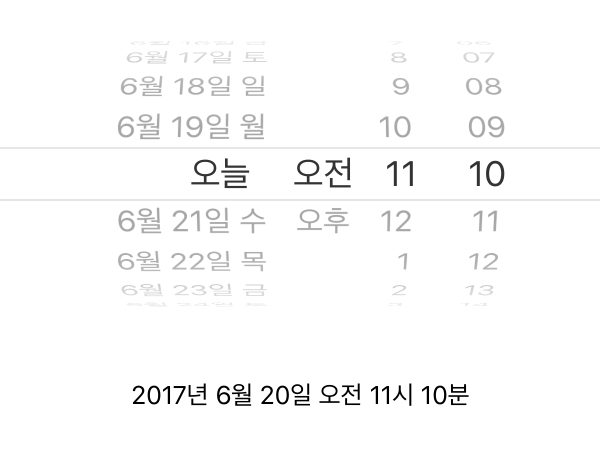 6월 17일 토 8 07
6월 18일 일 9 08
6월 19일 월 10 09
오늘 오전 11 10
6월 21일 수 오후 12 11
6월 22일 목 1 12
6월 23일 금 2 13
2017년 6월 20일 오전 11시 10분